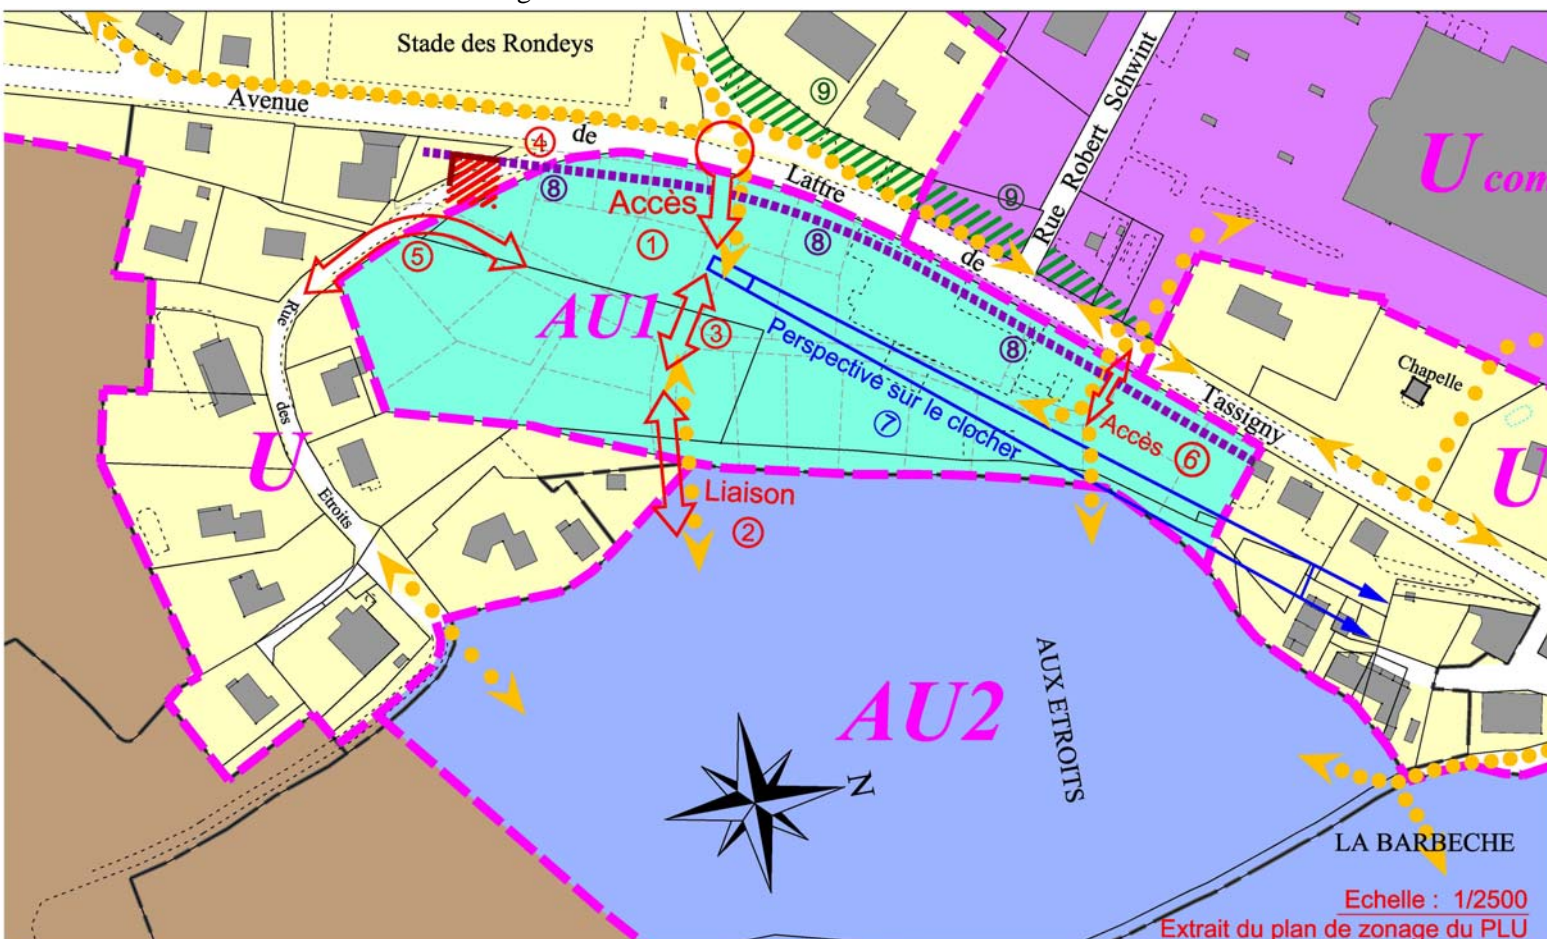 Stade des Rondeys
Avenue
de
Lattre
de
Tassigny
Rue Robert Schwint
U com
⑨
⑨
④
⑧
⑧
⑧
Accès
①
⑤
AU1
③
Perspective sur le clocher
⑦
Accès
⑥
Chapelle
U
Rue
des
Etroits
U
Liaison
②
AU2
AUX ETROITS
N
LA BARBECHE
Echelle : 1/2500
Extrait du plan de zonage du PLU